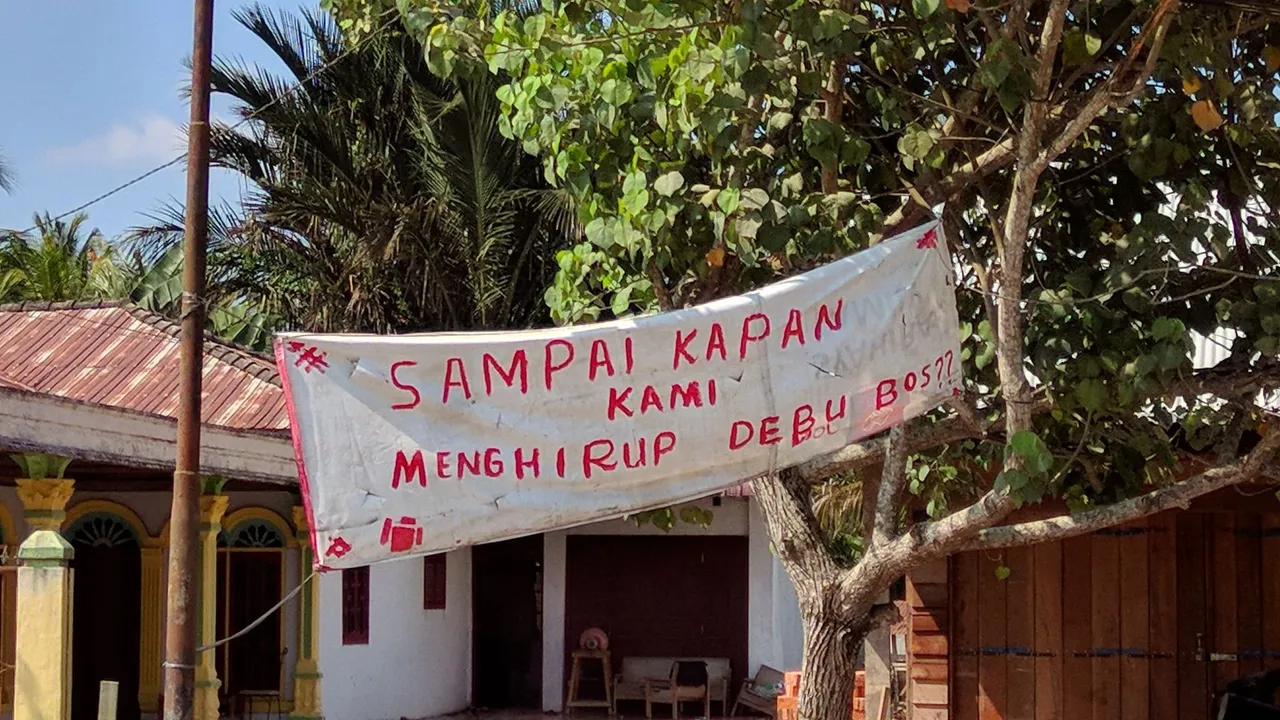 SAMPAI KAPAN
KAMI
MENGHIRUP DEBU BOS??